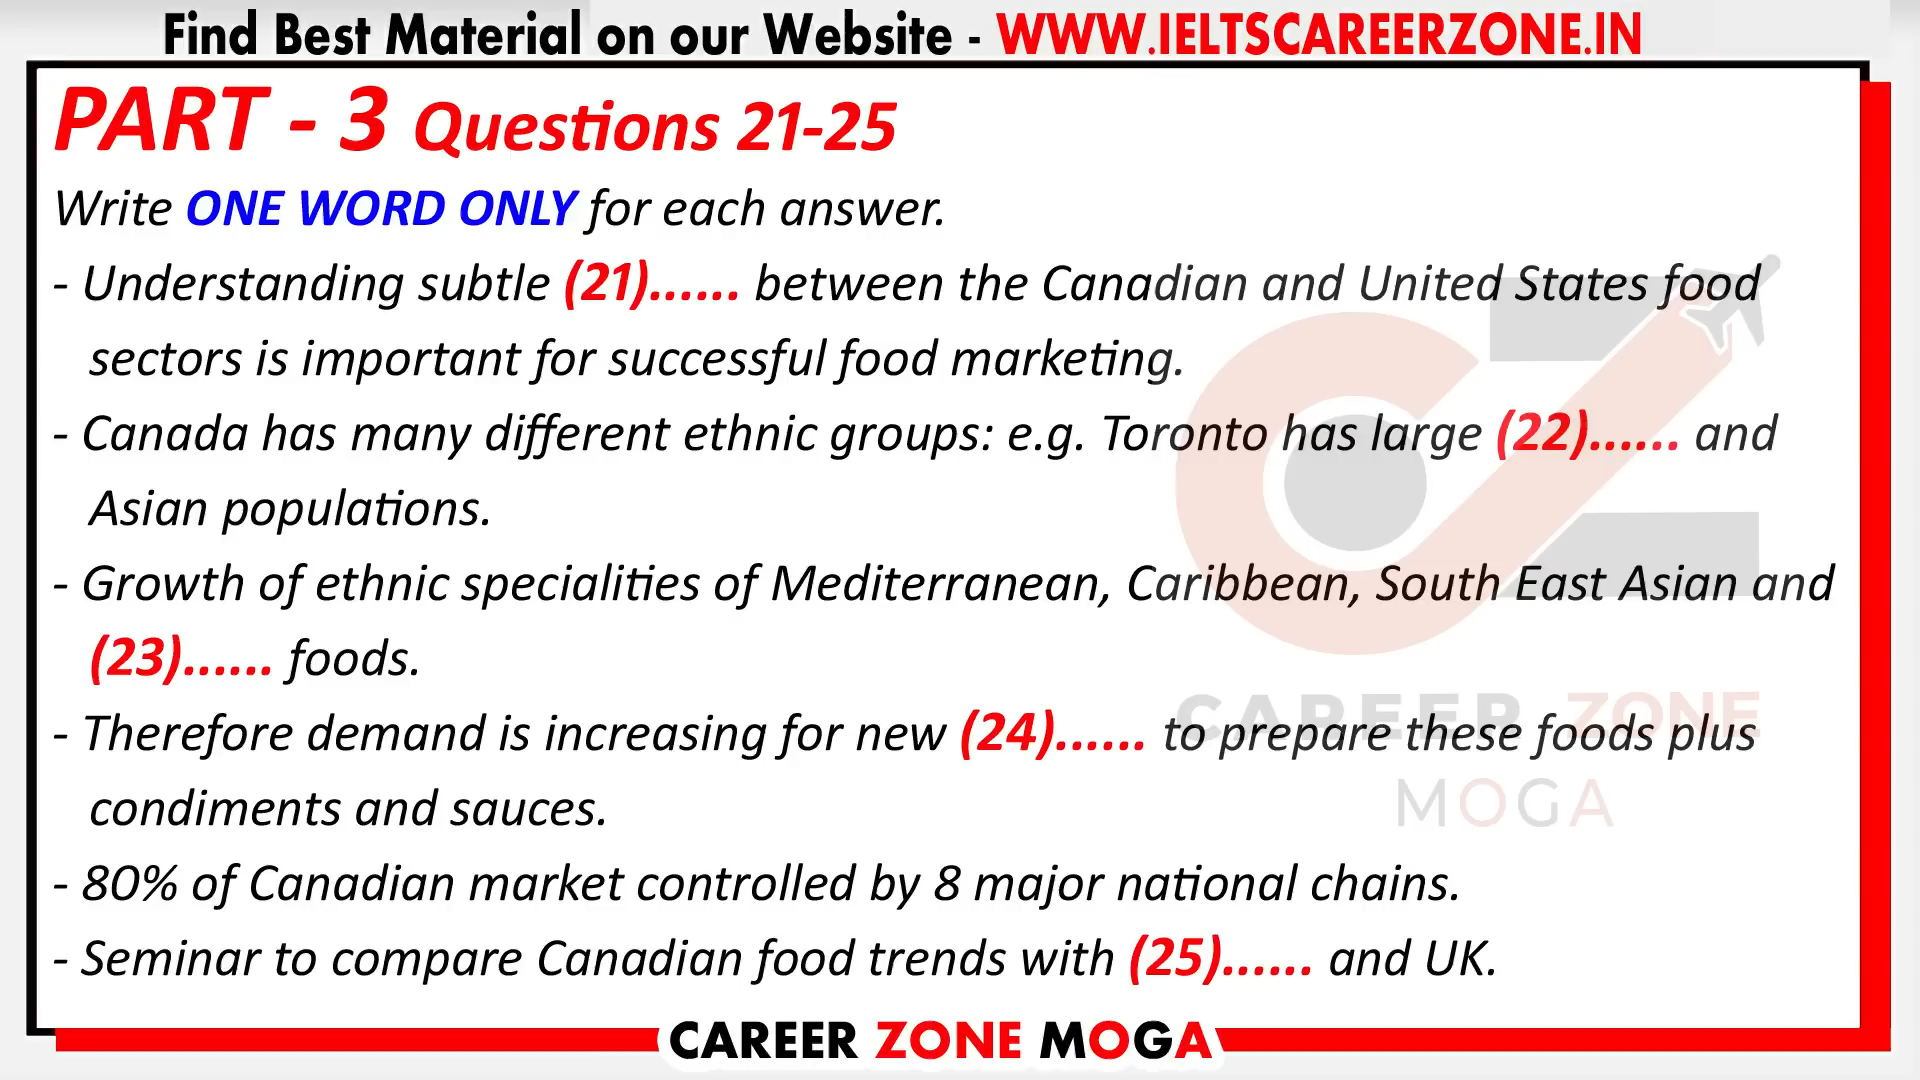 Find Best Material on our Website - WWW.IELTSCAREERZONE.IN
PART - 3 Questions 21-25
Write ONE WORD ONLY for each answer.
- Understanding subtle (21)...... between the Canadian and United States food
sectors is important for successful food marketing.
- Canada has many different ethnic groups: e.g. Toronto has large (22)...... and
Asian populations.
- Growth of ethnic specialities of Mediterranean, Caribbean, South East Asian and
(23)...... foods.
- Therefore demand is increasing for new (24)...... to prepare these foods plus
condiments and sauces.
- 80% of Canadian market controlled by 8 major national chains.
- Seminar to compare Canadian food trends with (25)...... and UK.
CAREER ZONE
MOGA
CAREER ZONE MOGA